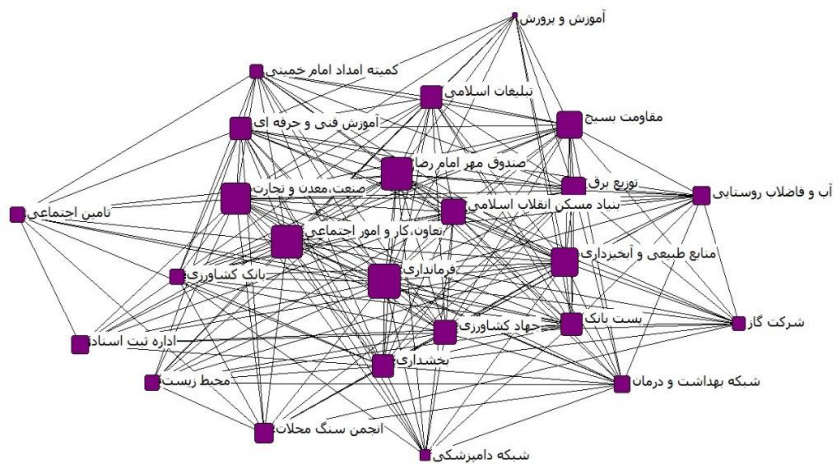 آموزش و پرورش
کمیته امداد امام خمینی
تبلیغات اسلامی
مقاومت بسیج
آموزش فنی و حرفه ای
صندوق مهر امام رضا
توزیع برق
صنعت،معدن و تجارت
آب و فاضلاب روستایی
بنیاد مسکن انقلاب اسلامی
تامین اجتماعی
تعاون،کار و امور اجتماعی
منابع طبیعی و آبخیزداری
بانک کشاورزی
فرمانداری
پست بانک
شرکت گاز
جهاد کشاورزی
اداره ثبت اسناد
بخشداری
محیط زیست
شبکه بهداشت و درمان
انجمن سنگ محلات
شبکه دامپزشکی